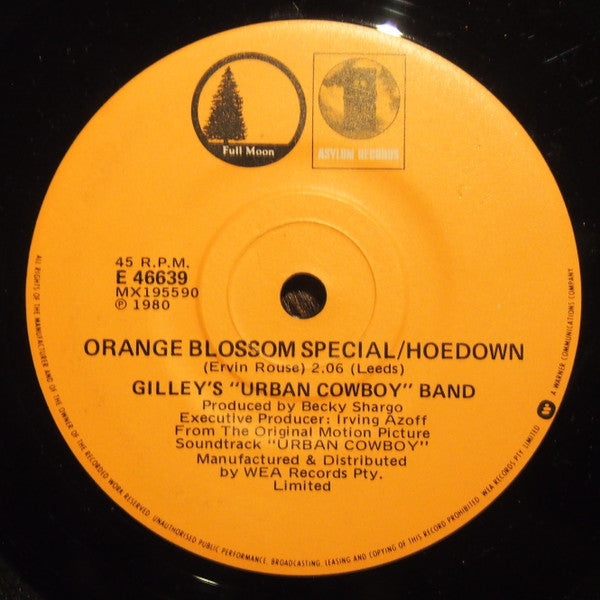 Full Moon
ASYLUM RECORDS
45 R.P.M.
E 46639
MX195590
Ⓟ 1980
ORANGE BLOSSOM SPECIAL/HOEDOWN
(Ervin Rouse) 2.06 (Leeds)
GILLEY'S "URBAN COWBOY" BAND
Produced by Becky Shargo
Executive Producer: Irving Azoff
From The Original Motion Picture
Soundtrack "URBAN COWBOY"
Manufactured & Distributed
by WEA Records Pty.
Limited
ALL RIGHTS OF THE MANUFACTURER AND OF THE OWNER OF THE RECORDED WORK RESERVED. UNAUTHORISED PUBLIC PERFORMANCE, BROADCASTING, LEASING AND COPYING OF THIS RECORD PROHIBITED. WEA RECORDS PTY. LIMITED
A WARNER COMMUNICATIONS COMPANY.